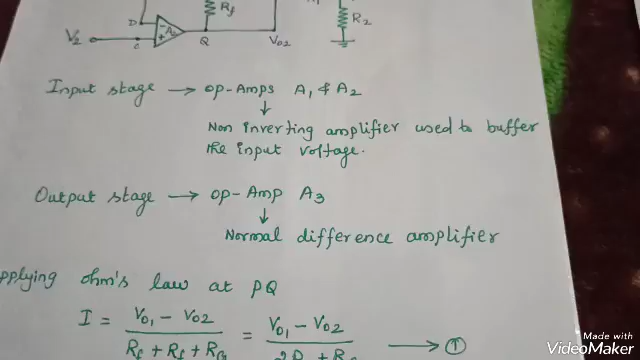 Rf
D
V2
A2
C
Q
Vo2
R2
Input stage → op-Amps A1 & A2
↓
Non inverting amplifier used to buffer
the input voltage.
Output stage → op-Amp A3
↓
Normal difference amplifier
pplying ohm's law at PQ
I = Vo1 - Vo2 / Rf + Rf + RG = Vo1 - Vo2 / 2R + R → ①
Made with
VideoMaker